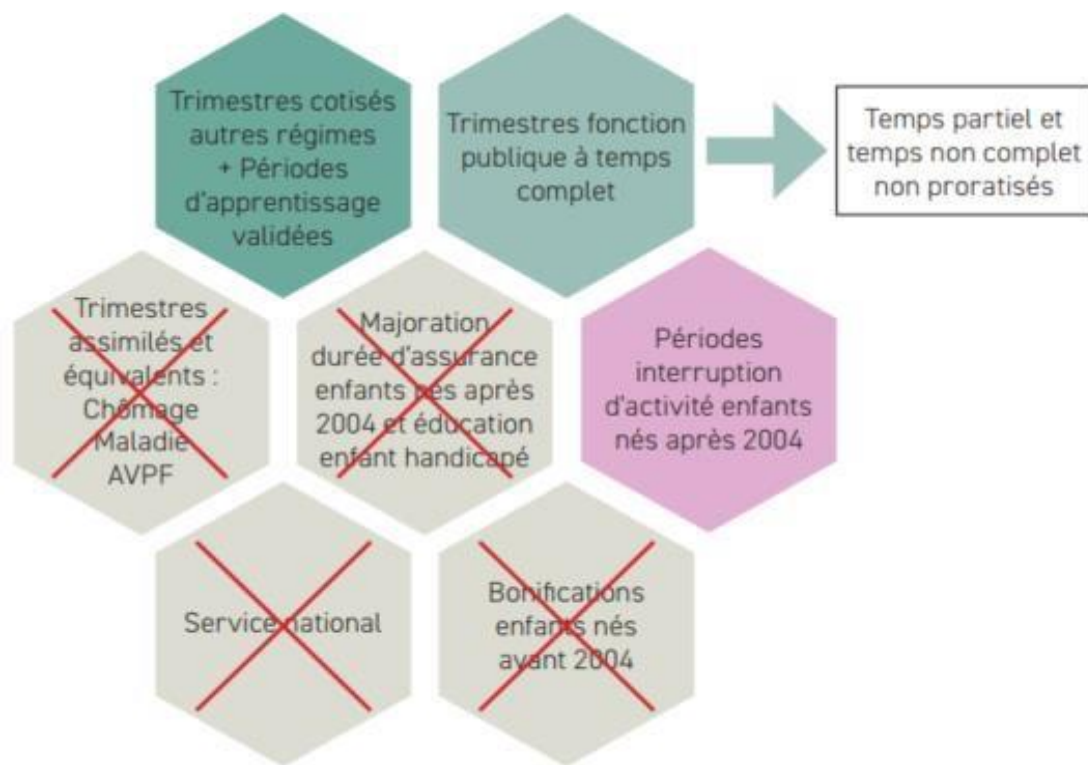 Trimestres cotisés
autres régimes
+ Périodes
d'apprentissage
validées
Trimestres fonction
publique à temps
complet
Temps partiel et
temps non complet
non proratisés
Trimestres
assimilés et
équivalents :
Chômage
Maladie
AVPF
Majoration
durée d'assurance
enfants nés après
2004 et éducation
enfant handicapé
Périodes
interruption
d'activité enfants
nés après 2004
Service national
Bonifications
enfants nés
avant 2004